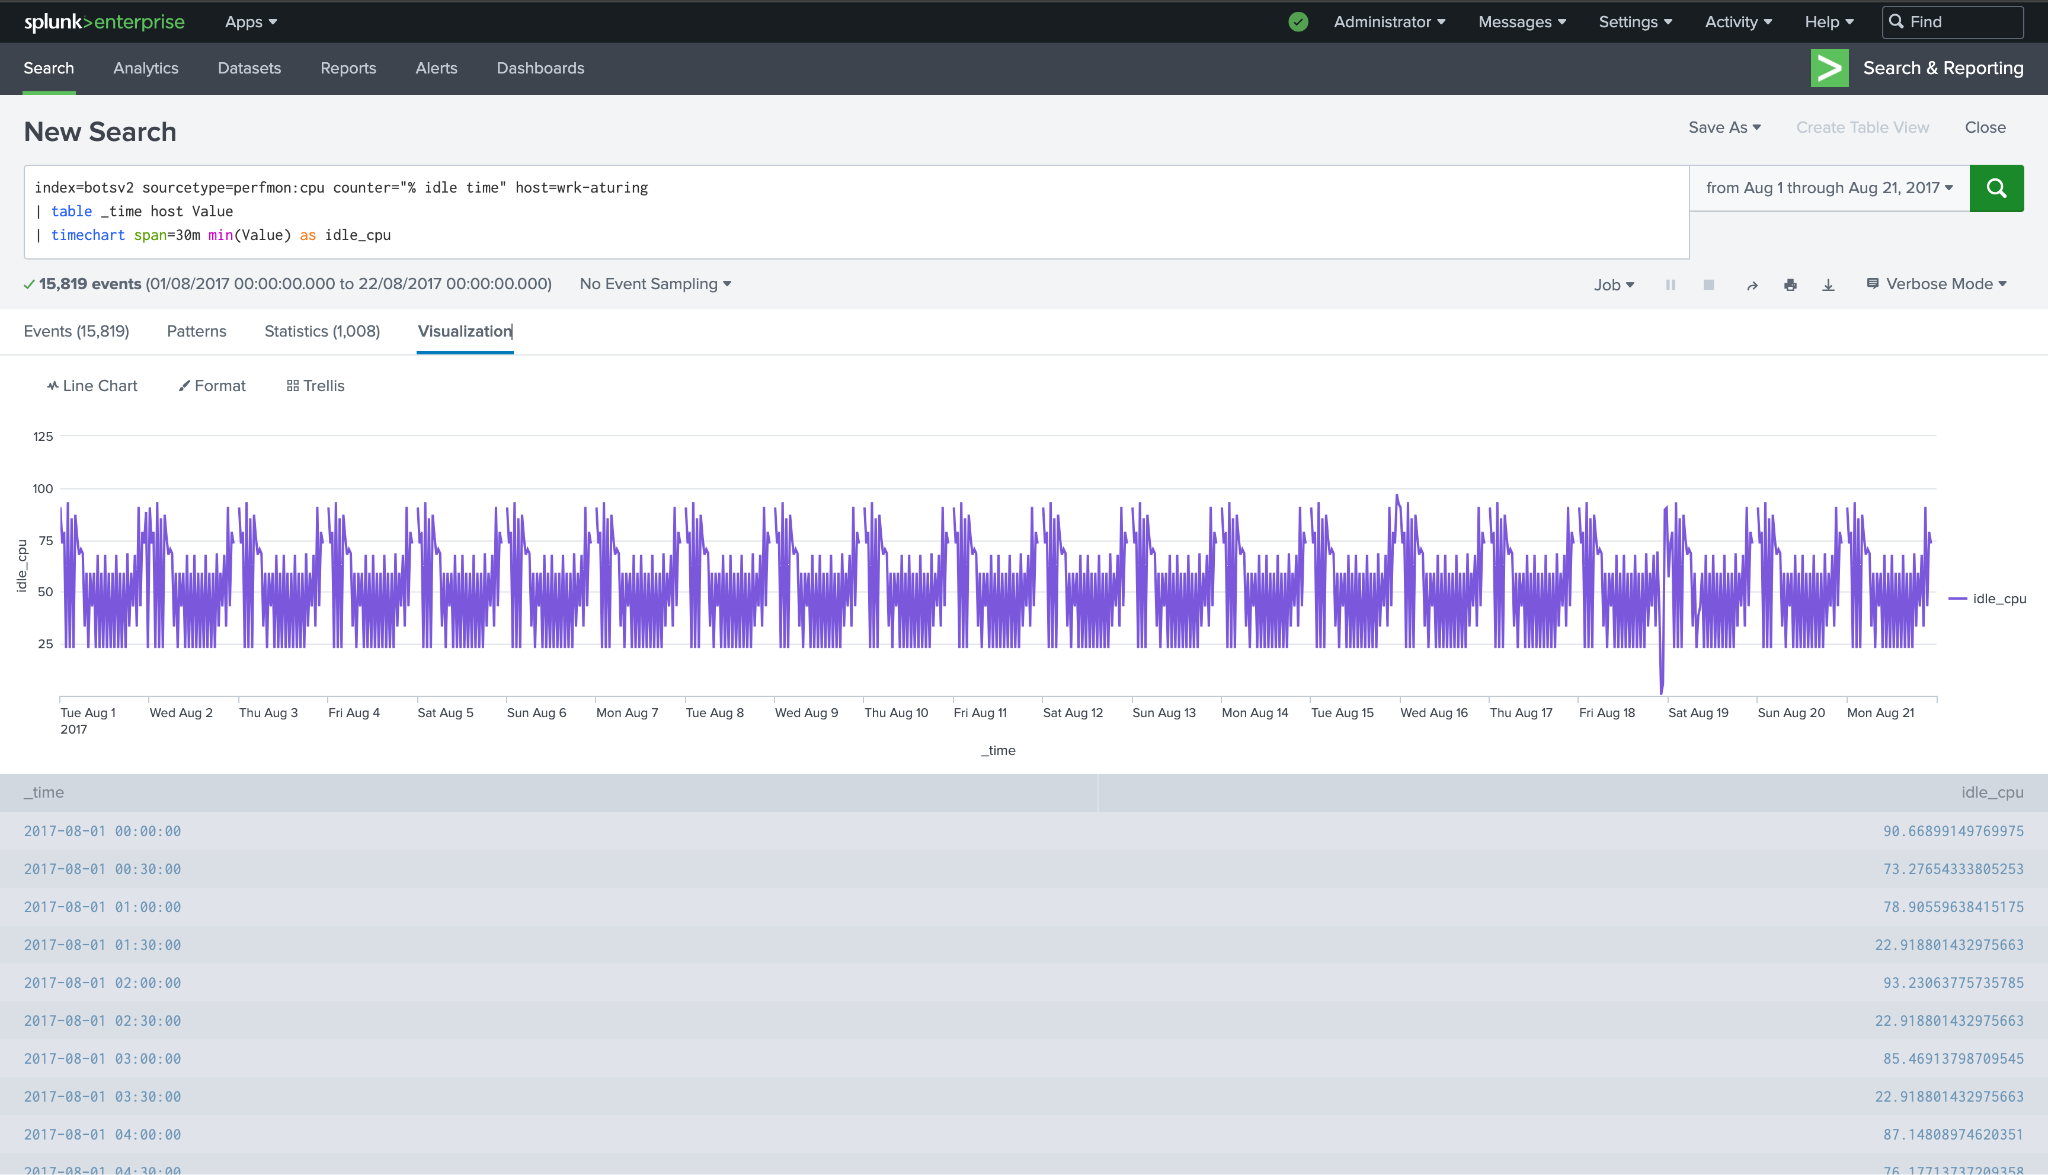 splunk>enterprise Apps Administrator Messages Settings Activity Help Find
Search Analytics Datasets Reports Alerts Dashboards Search & Reporting
New Search Save As Create Table View Close
index=botsv2 sourcetype=perfmon:cpu counter="% idle time" host=wrk-aturing
| table _time host Value
| timechart span=30m min(Value) as idle_cpu
from Aug 1 through Aug 21, 2017
15,819 events (01/08/2017 00:00:00.000 to 22/08/2017 00:00:00.000) No Event Sampling Job Verbose Mode
Events (15,819) Patterns Statistics (1,008) Visualization
Line Chart Format Trellis
125
100
75
50
25
idle_cpu
idle_cpu
Tue Aug 1 Wed Aug 2 Thu Aug 3 Fri Aug 4 Sat Aug 5 Sun Aug 6 Mon Aug 7 Tue Aug 8 Wed Aug 9 Thu Aug 10 Fri Aug 11 Sat Aug 12 Sun Aug 13 Mon Aug 14 Tue Aug 15 Wed Aug 16 Thu Aug 17 Fri Aug 18 Sat Aug 19 Sun Aug 20 Mon Aug 21
2017
_time
_time idle_cpu
2017-08-01 00:00:00 90.66899149769975
2017-08-01 00:30:00 73.27654333805253
2017-08-01 01:00:00 78.90559638415175
2017-08-01 01:30:00 22.918801432975663
2017-08-01 02:00:00 93.23063775735785
2017-08-01 02:30:00 22.918801432975663
2017-08-01 03:00:00 85.46913798709545
2017-08-01 03:30:00 22.918801432975663
2017-08-01 04:00:00 87.14808974620351
2017-08-01 04:30:00 76.17713737209358